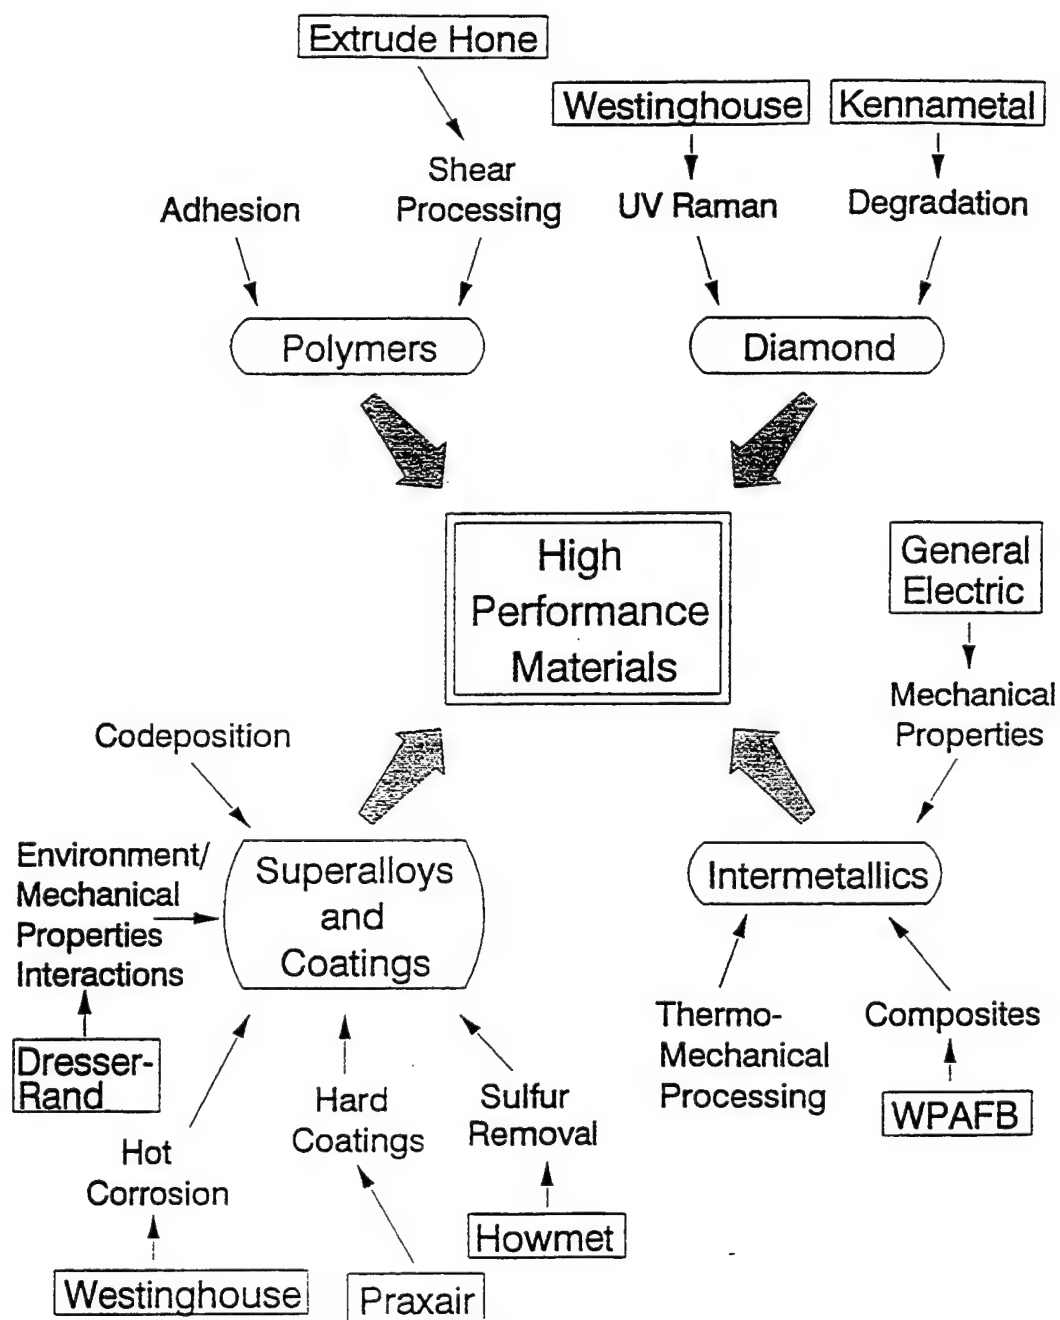 Extrude Hone
Westinghouse
Kennametal
Shear
Processing
Adhesion
UV Raman
Degradation
Polymers
Diamond
High
Performance
Materials
General
Electric
Mechanical
Properties
Codeposition
Environment/
Mechanical
Properties
Interactions
Superalloys
and
Coatings
Intermetallics
Dresser-
Rand
Hot
Corrosion
Hard
Coatings
Sulfur
Removal
Thermo-
Mechanical
Processing
Composites
WPAFB
Westinghouse
Praxair
Howmet